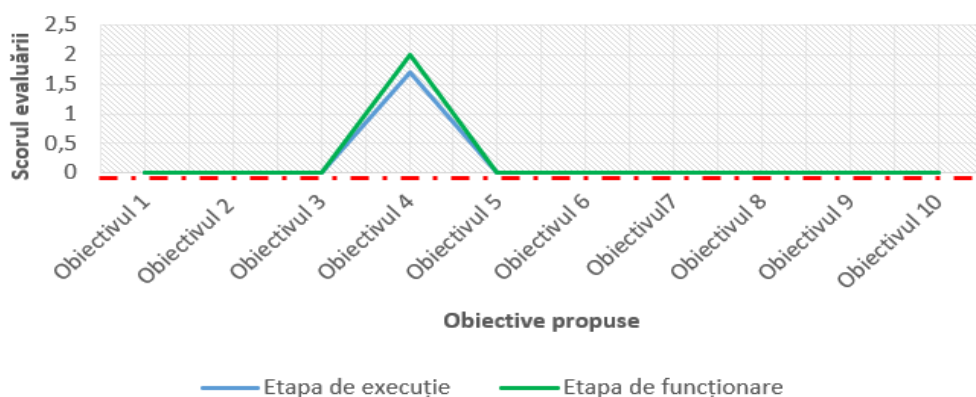 2,5
2
1,5
1
0,5
0
Scorul evaluării
Obiectivul 1
Obiectivul 2
Obiectivul 3
Obiectivul 4
Obiectivul 5
Obiectivul 6
Obiectivul7
Obiectivul 8
Obiectivul 9
Obiectivul 10
Obiective propuse
Etapa de execuție
Etapa de funcționare